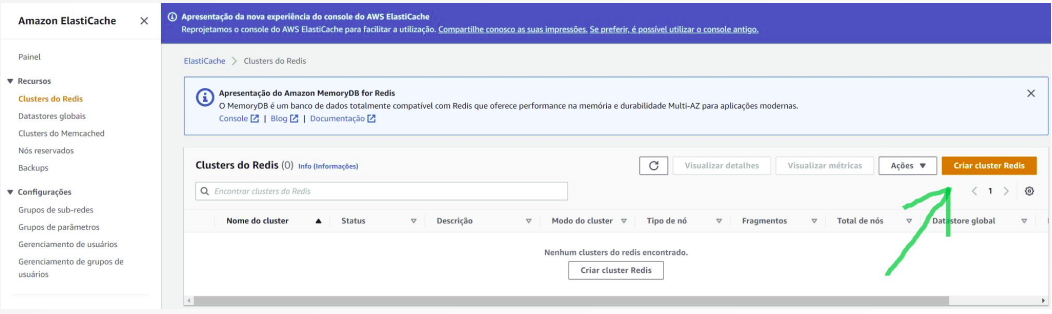 Amazon ElastiCache
Apresentação da nova experiência do console do AWS ElastiCache
Reprojetamos o console do AWS ElastiCache para facilitar a utilização. Compartilhe conosco as suas impressões. Se preferir, é possível utilizar o console antigo.
Painel
Recursos
Clusters do Redis
Datastores globais
Clusters do Memcached
Nós reservados
Backups
Configurações
Grupos de sub-redes
Grupos de parâmetros
Gerenciamento de usuários
Gerenciamento de grupos de
usuários
ElastiCache > Clusters do Redis
Apresentação do Amazon MemoryDB for Redis
O MemoryDB é um banco de dados totalmente compatível com Redis que oferece performance na memória e durabilidade Multi-AZ para aplicações modernas.
Console | Blog | Documentação
Clusters do Redis (0) Info (Informações) Visualizar detalhes Visualizar métricas Ações Criar cluster Redis
Encontrar clusters do Redis < 1 >
Nome do cluster Status Descrição Modo do cluster Tipo de nó Fragmentos Total de nós Datastore global
Nenhum clusters do redis encontrado.
Criar cluster Redis